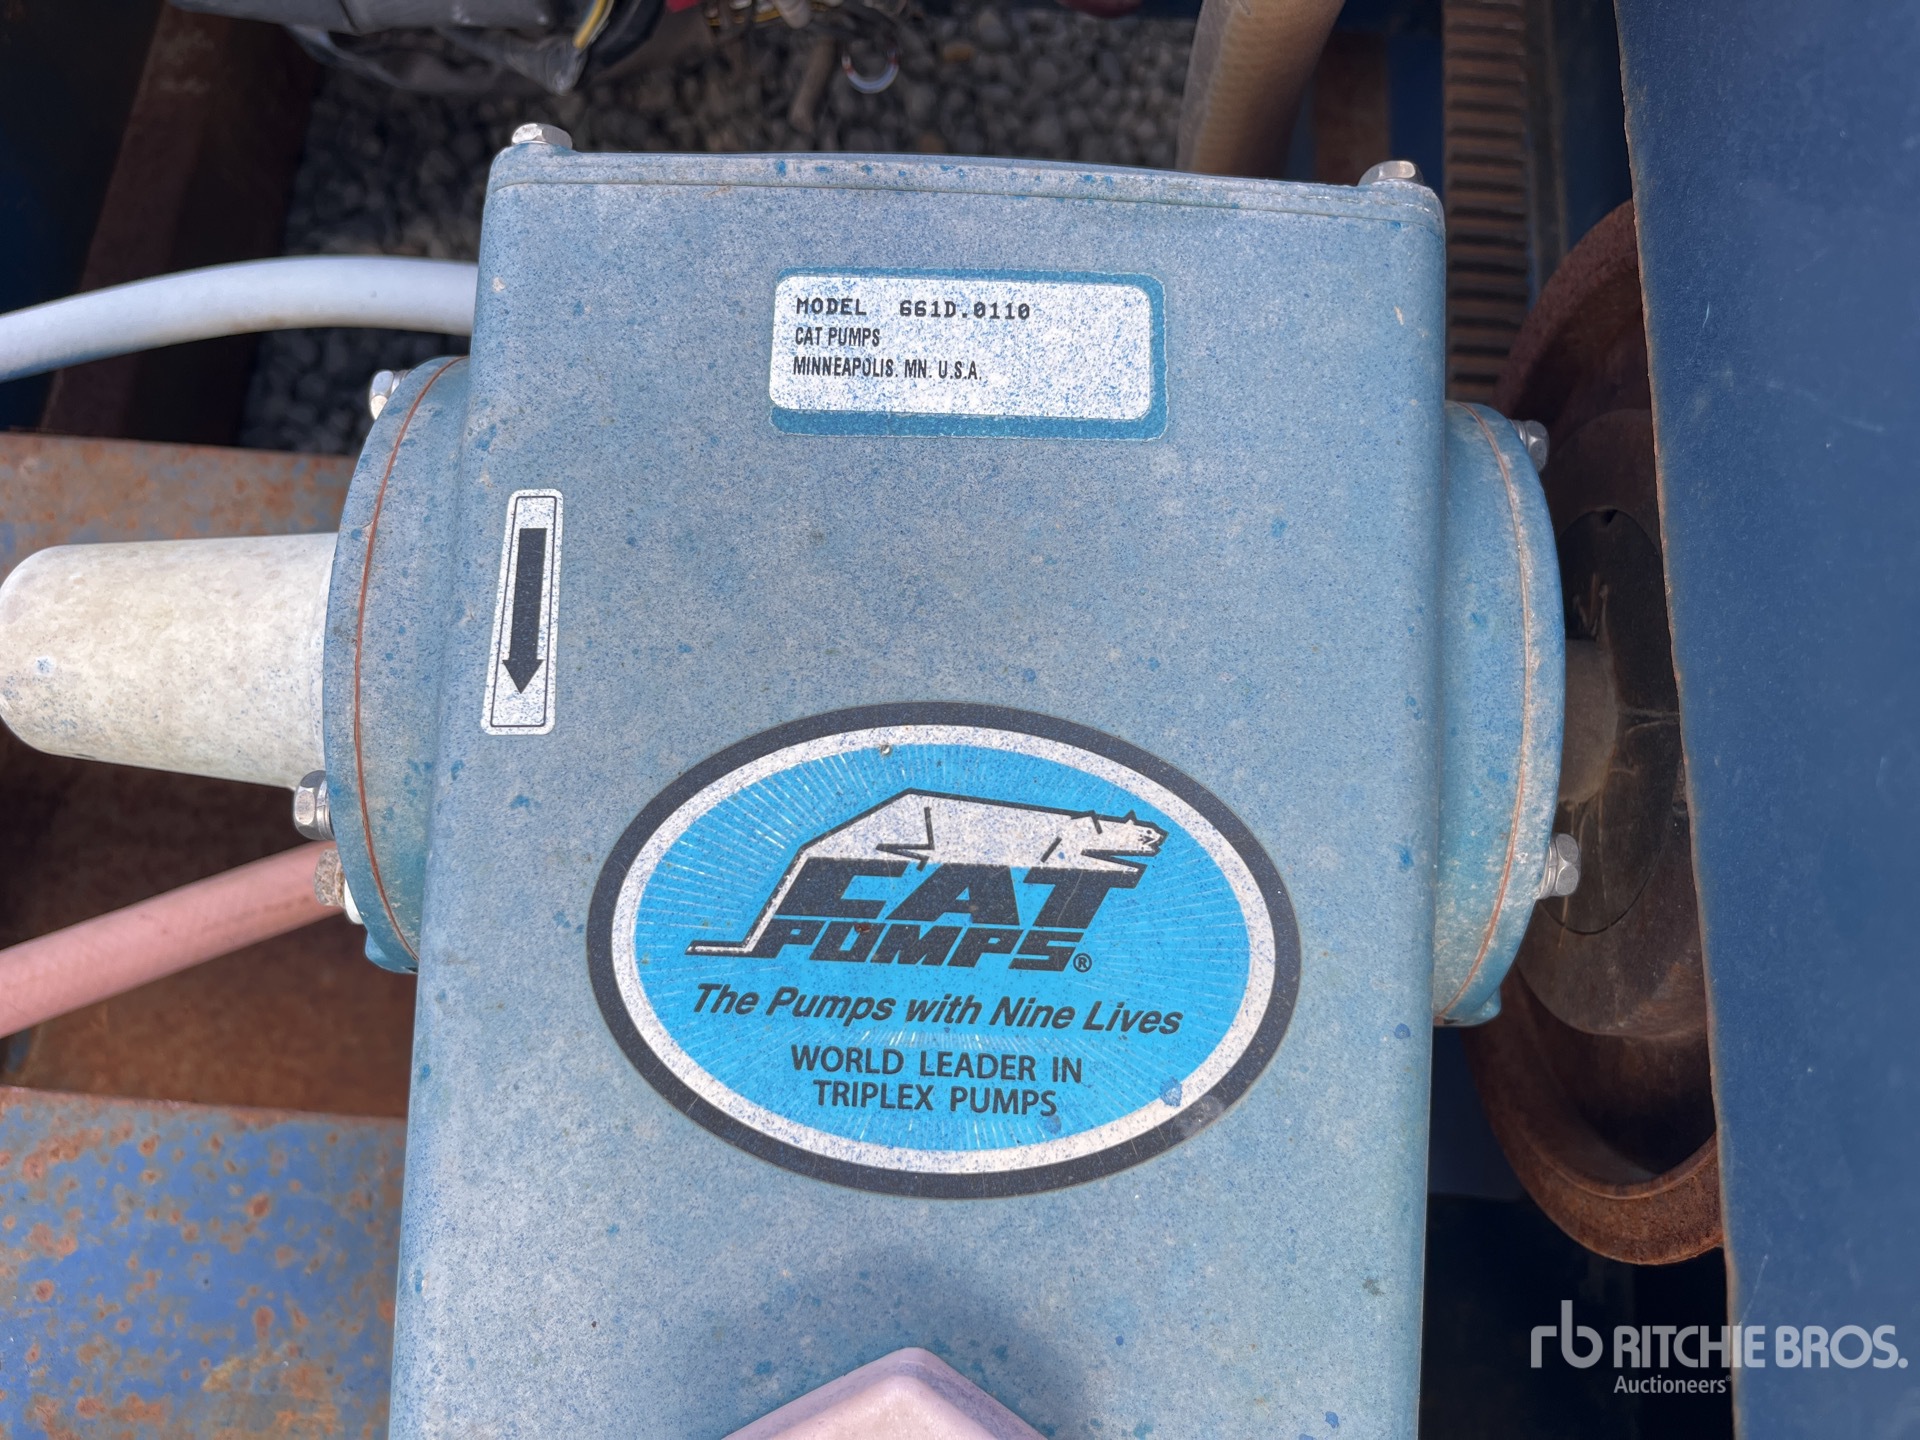 MODEL 661D.0110
CAT PUMPS
MINNEAPOLIS. MN. U.S.A.
CAT
PUMPS®
The Pumps with Nine Lives
WORLD LEADER IN
TRIPLEX PUMPS
rb RITCHIE BROS.
Auctioneers®